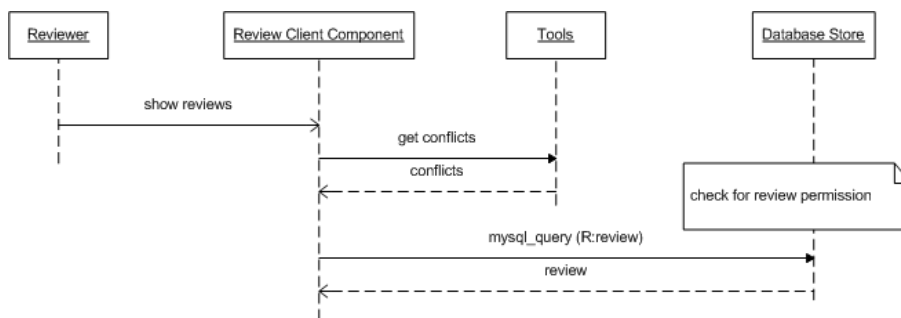 Reviewer
Review Client Component
Tools
Database Store
show reviews
get conflicts
conflicts
check for review permission
mysql_query (R:review)
review